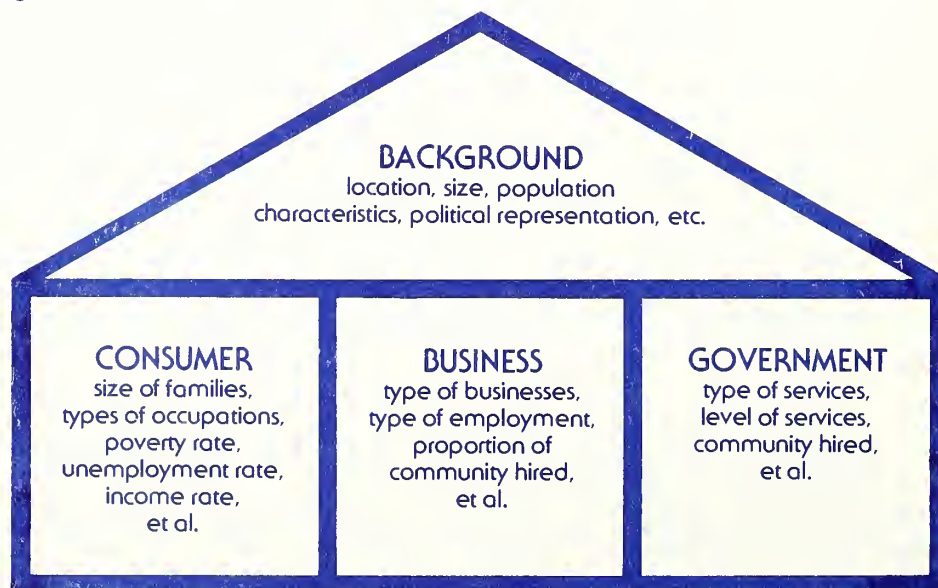 BACKGROUND
location, size, population
characteristics, political representation, etc.
CONSUMER
size of families,
types of occupations,
poverty rate,
unemployment rate,
income rate,
et al.
BUSINESS
type of businesses,
type of employment,
proportion of
community hired,
et al.
GOVERNMENT
type of services,
level of services,
community hired,
et al.